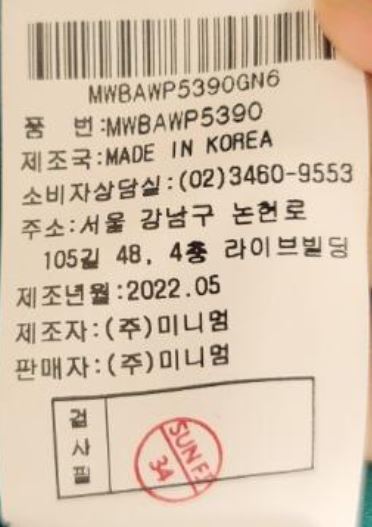 MWBAWP5390GN6
품 번:MWBAWP5390
제조국:MADE IN KOREA
소비자상담실:(02)3460-9553
주소:서울 강남구 논현로
105길 48, 4층 라이브빌딩
제조년월:2022.05
제조자:(주)미니멈
판매자:(주)미니멈
검사필
34